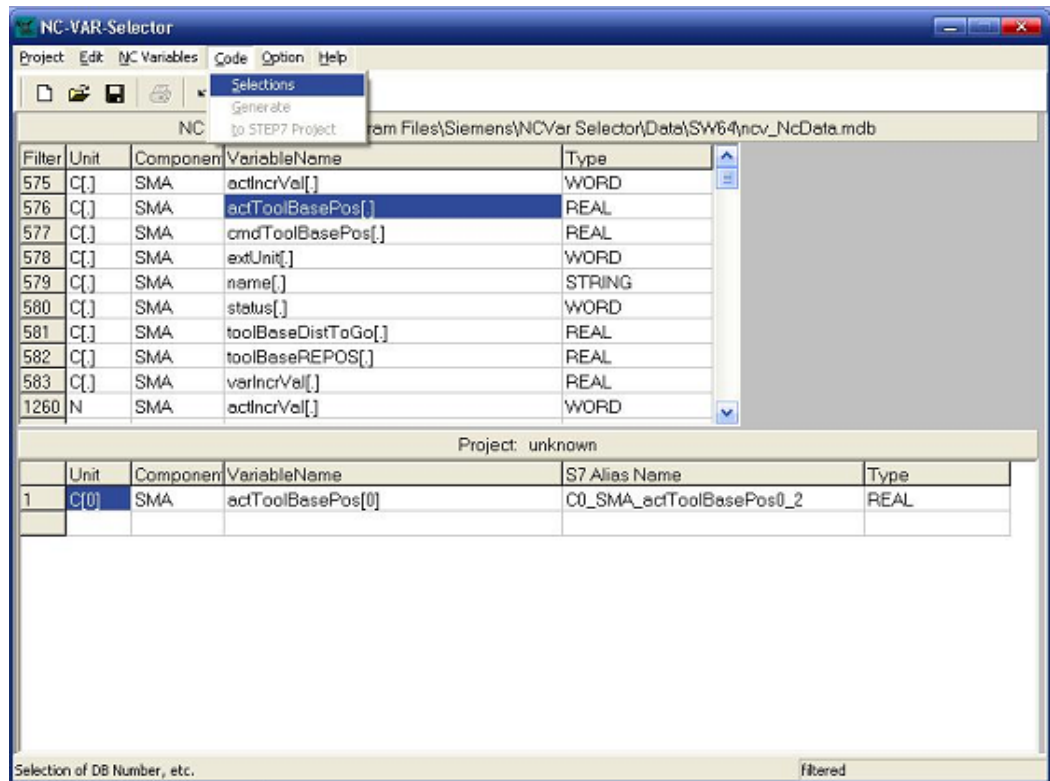 NC-VAR-Selector
Project Edit NC Variables Code Option Help
Selections
Generate
to STEP7 Project
NC ram Files\Siemens\NCVar Selector\Data\SW64\ncv_NcData.mdb
Filter Unit Componen VariableName Type
575 C[.] SMA actIncrVal[.] WORD
576 C[.] SMA actToolBasePos[.] REAL
577 C[.] SMA cmdToolBasePos[.] REAL
578 C[.] SMA extUnit[.] WORD
579 C[.] SMA name[.] STRING
580 C[.] SMA status[.] WORD
581 C[.] SMA toolBaseDistToGo[.] REAL
582 C[.] SMA toolBaseREPOS[.] REAL
583 C[.] SMA varIncrVal[.] REAL
1260 N SMA actIncrVal[.] WORD
Project: unknown
Unit Componen VariableName S7 Alias Name Type
1 C[0] SMA actToolBasePos[0] C0_SMA_actToolBasePos0_2 REAL
Selection of DB Number, etc. filtered